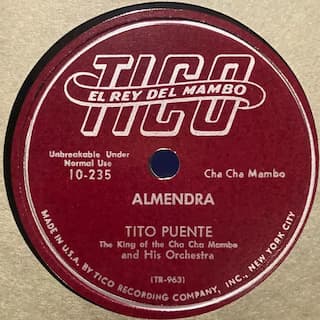 TICO
EL REY DEL MAMBO
Unbreakable Under
Normal Use
10-235
Cha Cha Mambo
ALMENDRA
TITO PUENTE
The King of the Cha Cha Mambo
and His Orchestra
(TR-963)
MADE IN U.S.A. BY TICO RECORDING COMPANY, INC., NEW YORK CITY